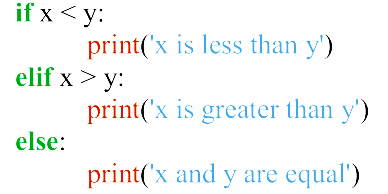 if x < y:
print('x is less than y')
elif x > y:
print('x is greater than y')
else:
print('x and y are equal')